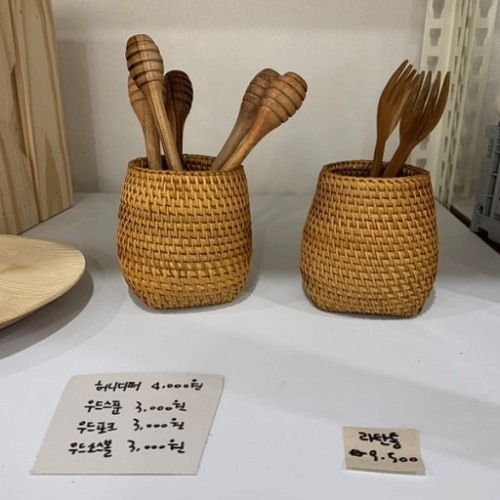 허니디퍼 4,000원
우드스푼 3,000원
우드포크 3,000원
우드소스볼 3,000원
라탄통
9,500